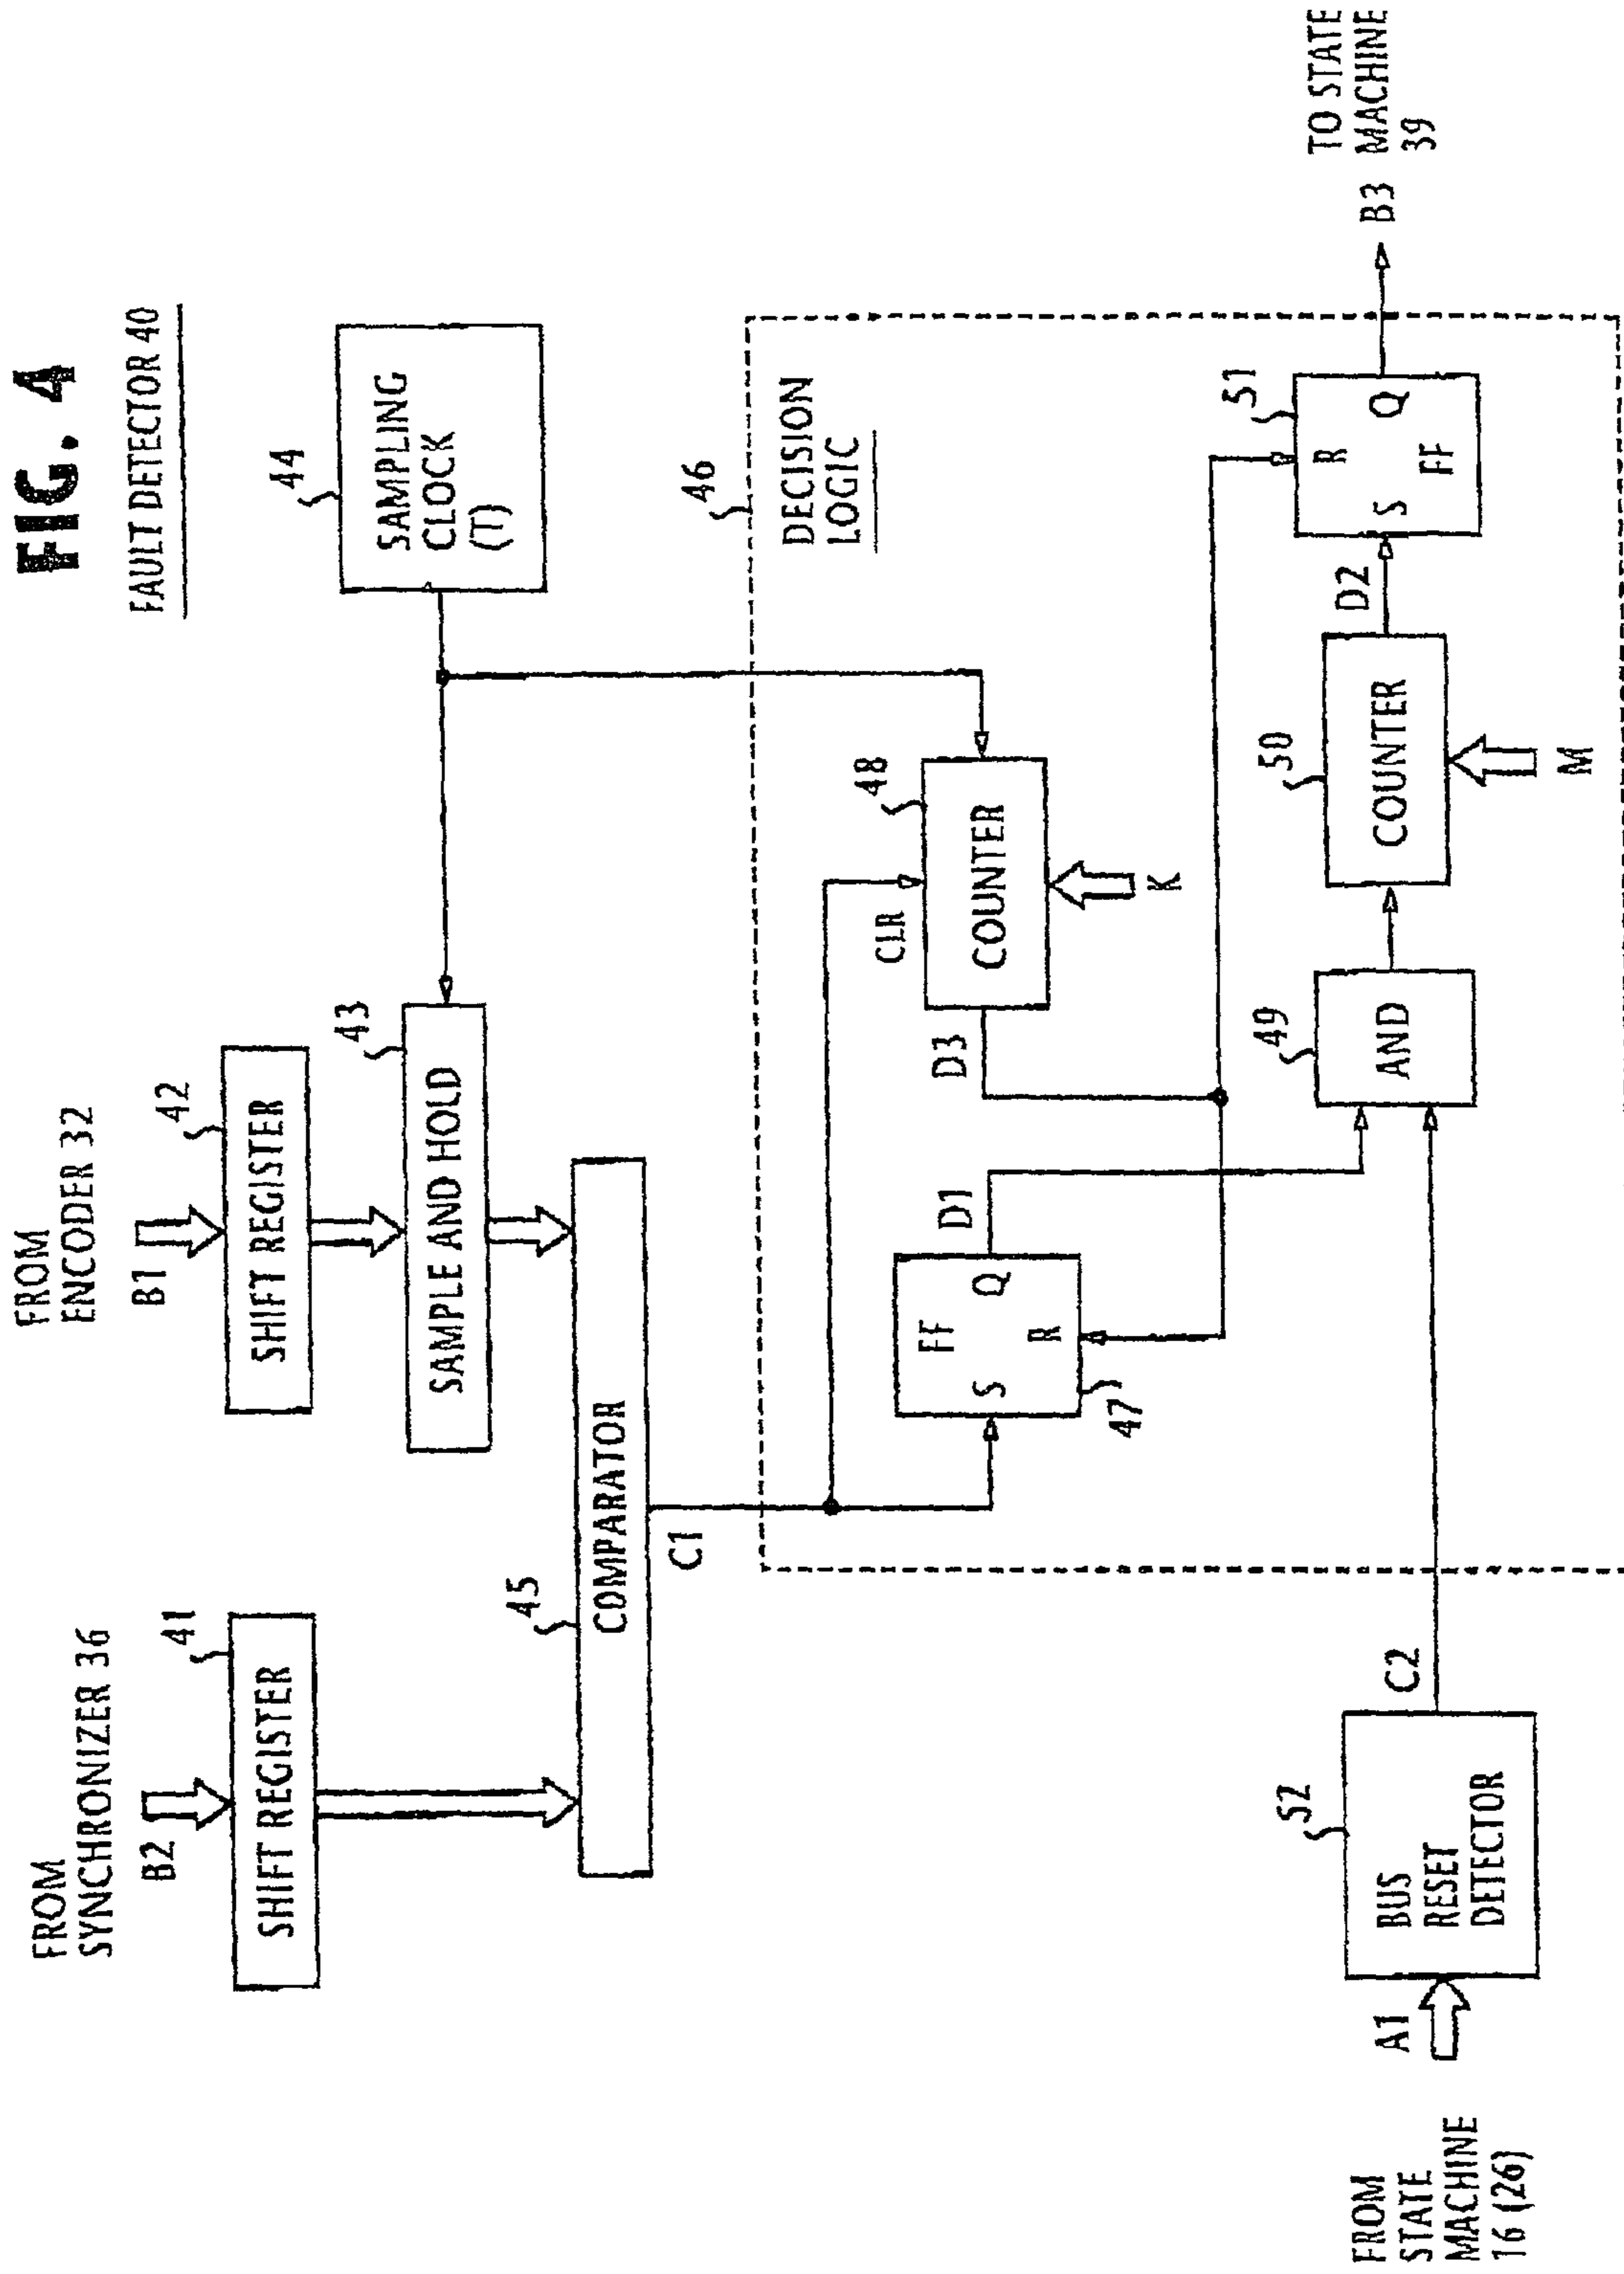 FIG. 4
FAULT DETECTOR 40
FROM
SYNCHRONIZER 36
B2
41
SHIFT REGISTER
FROM
ENCODER 32
B1
42
SHIFT REGISTER
43
SAMPLE AND HOLD
44
SAMPLING
CLOCK
(T)
45
COMPARATOR
C1
46
DECISION
LOGIC
47
FF
S
Q
R
D1
CLR
48
COUNTER
K
D3
FROM
STATE
MACHINE
16 (26)
A1
52
BUS
RESET
DETECTOR
C2
49
AND
50
COUNTER
M
D2
51
R
S
Q
FF
B3
TO STATE
MACHINE
39